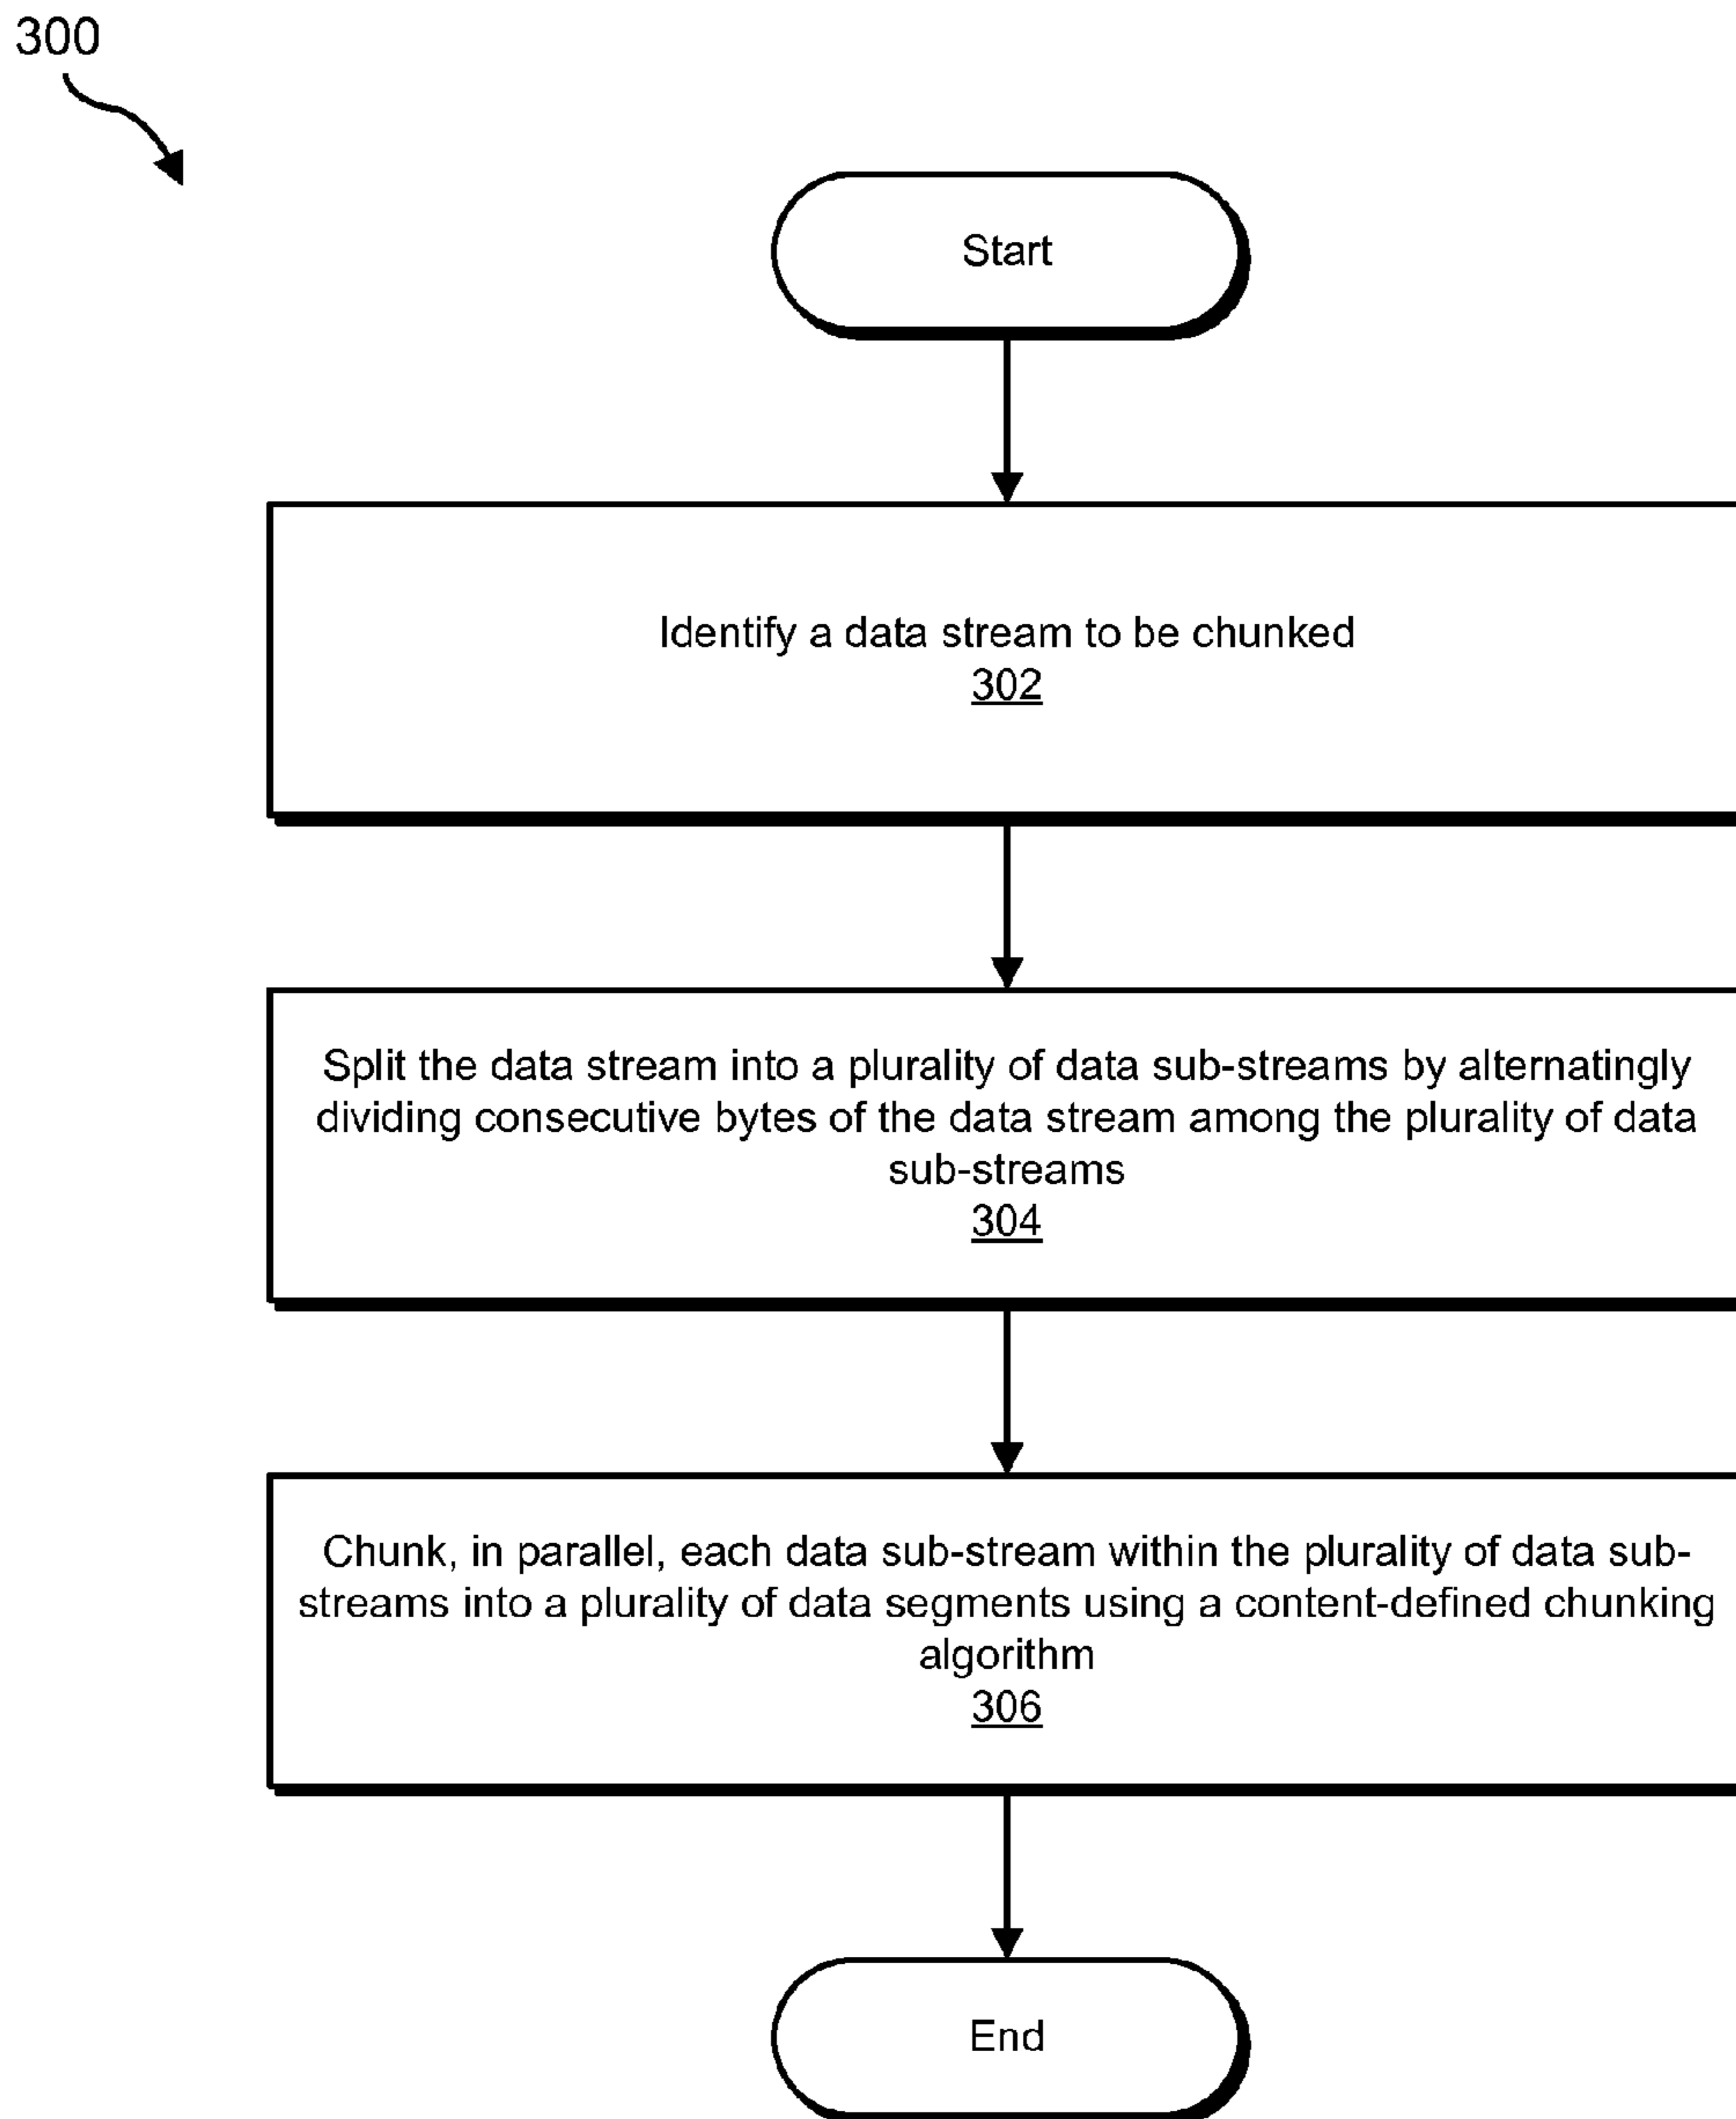 300
Start
Identify a data stream to be chunked
302
Split the data stream into a plurality of data sub-streams by alternatingly
dividing consecutive bytes of the data stream among the plurality of data
sub-streams
304
Chunk, in parallel, each data sub-stream within the plurality of data sub-
streams into a plurality of data segments using a content-defined chunking
algorithm
306
End